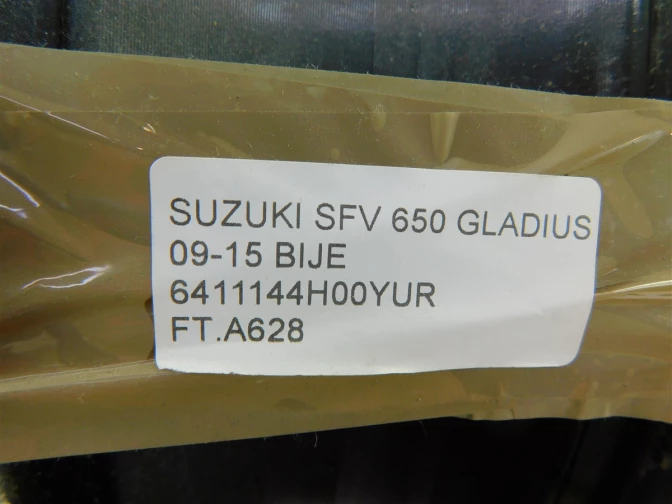 SUZUKI SFV 650 GLADIUS
09-15 BIJE
6411144H00YUR
FT.A628